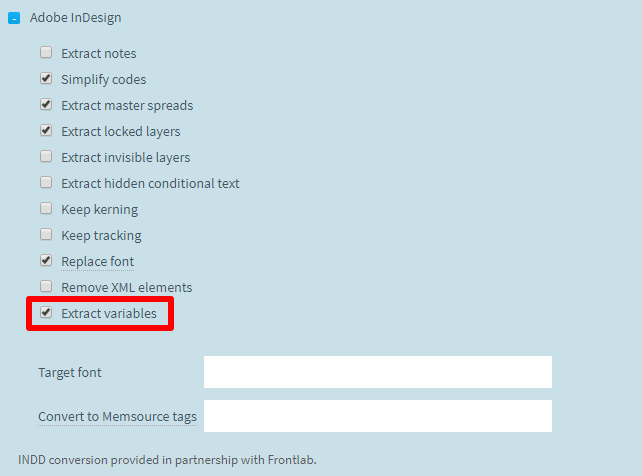 Adobe InDesign
Extract notes
Simplify codes
Extract master spreads
Extract locked layers
Extract invisible layers
Extract hidden conditional text
Keep kerning
Keep tracking
Replace font
Remove XML elements
Extract variables
Target font
Convert to Memsource tags
INDD conversion provided in partnership with Frontlab.